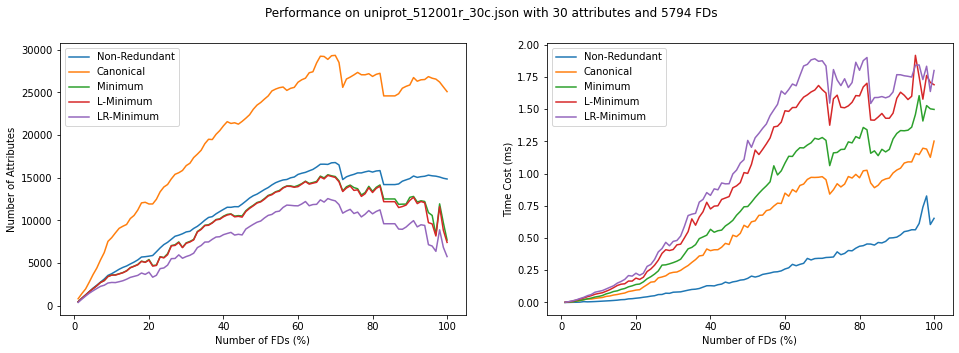 Performance on uniprot_512001r_30c.json with 30 attributes and 5794 FDs
Number of Attributes
30000
25000
20000
15000
10000
5000
0
Non-Redundant
Canonical
Minimum
L-Minimum
LR-Minimum
0 20 40 60 80 100
Number of FDs (%)
Time Cost (ms)
2.00
1.75
1.50
1.25
1.00
0.75
0.50
0.25
0.00
Non-Redundant
Canonical
Minimum
L-Minimum
LR-Minimum
0 20 40 60 80 100
Number of FDs (%)